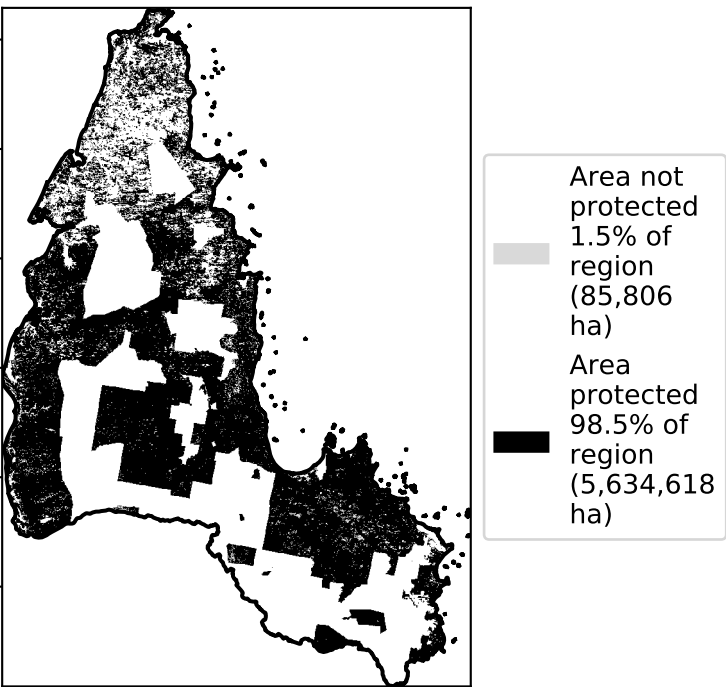 Area not
protected
1.5% of
region
(85,806
ha)
Area
protected
98.5% of
region
(5,634,618
ha)